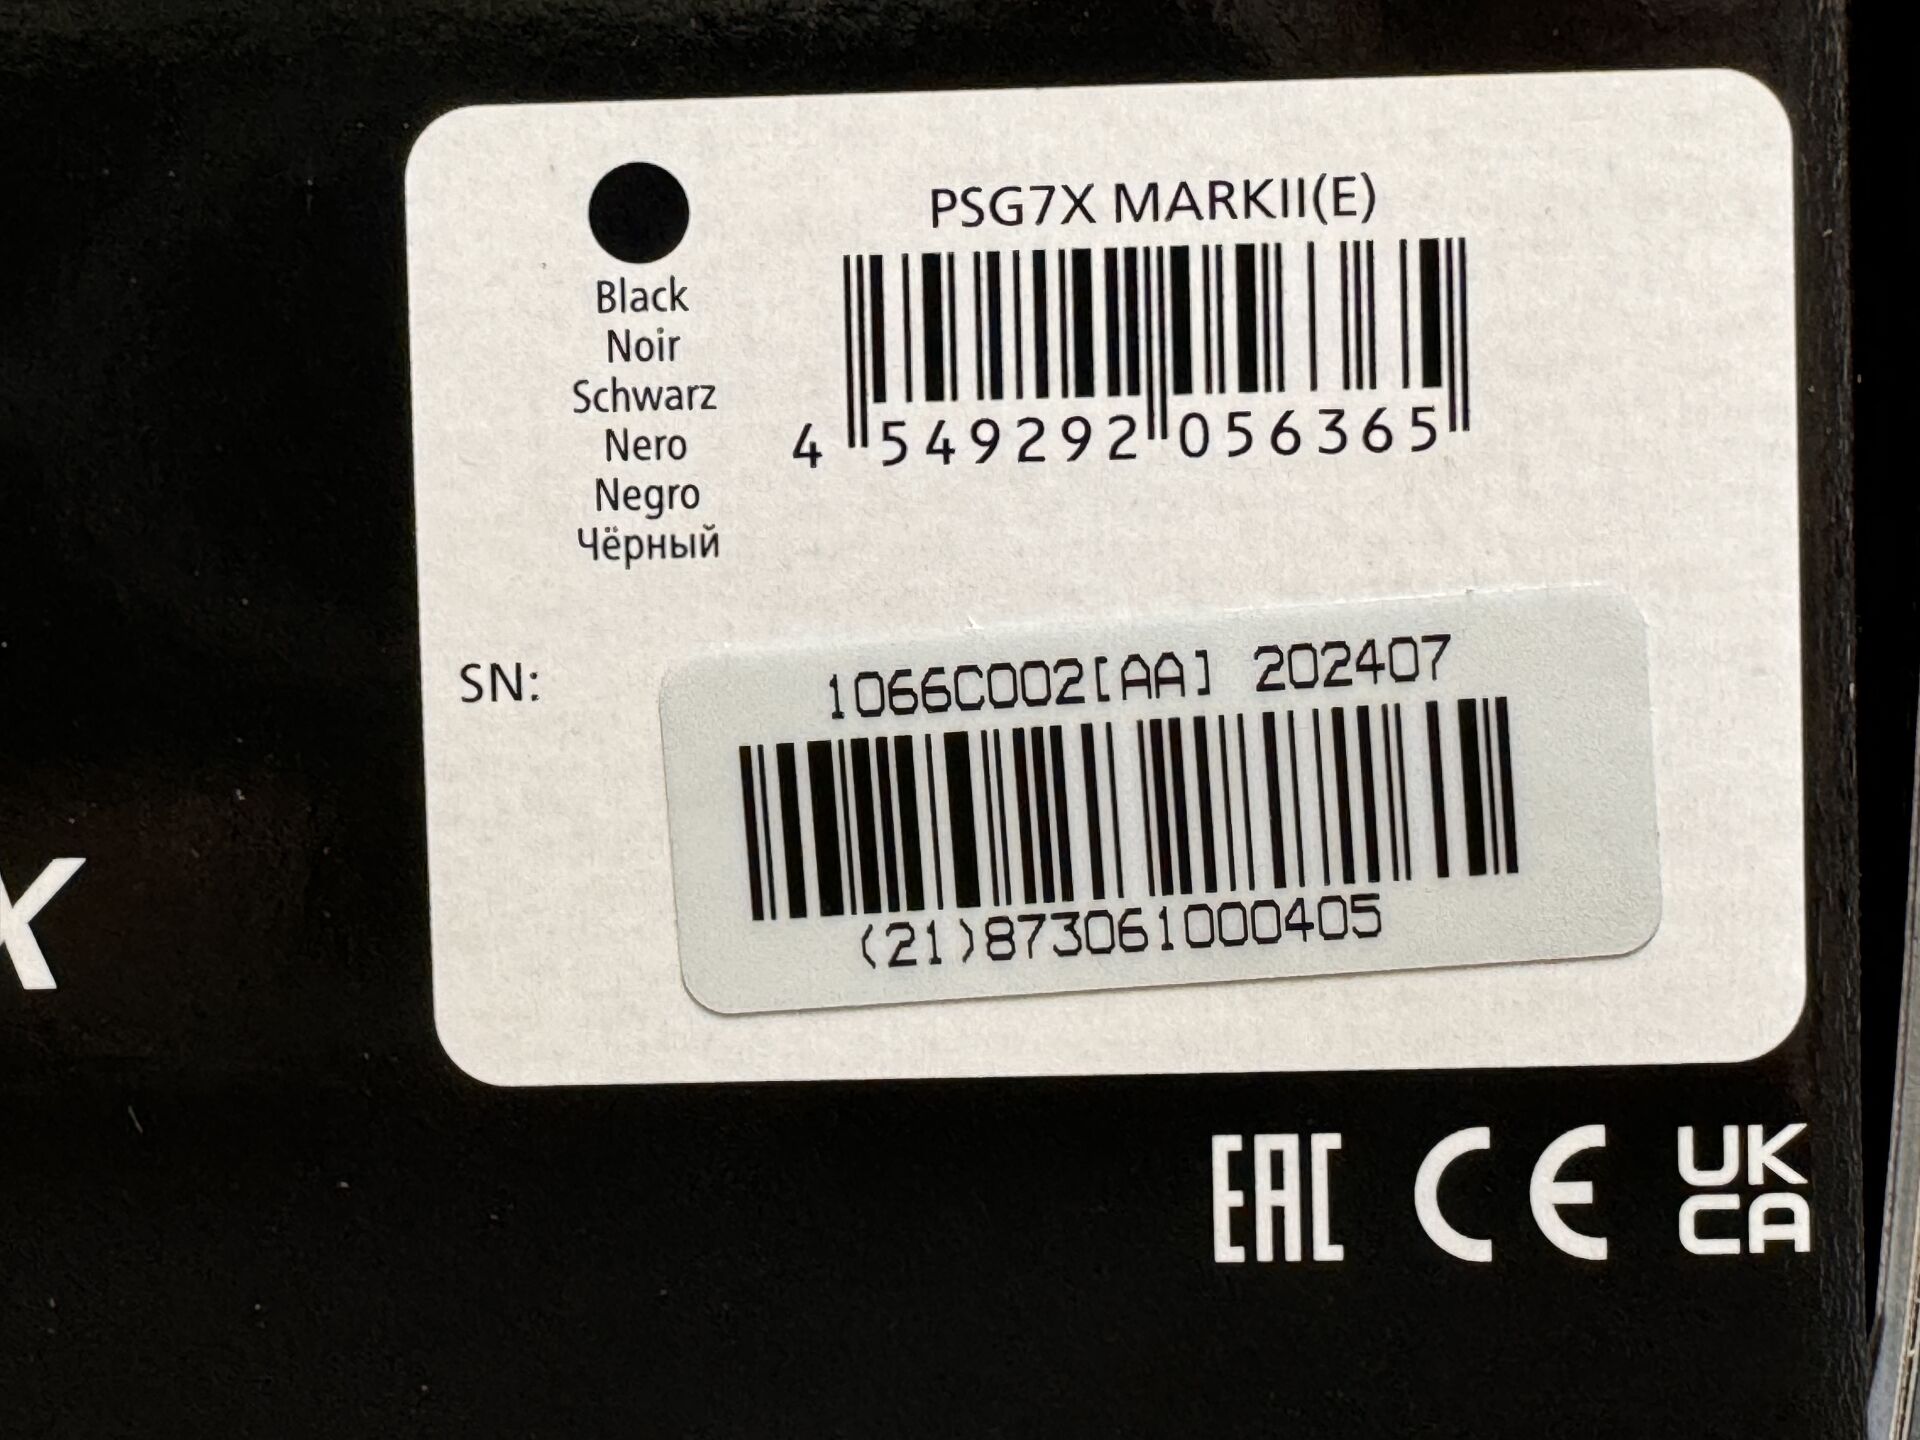 PSG7X MARKII(E)
Black
Noir
Schwarz
Nero
Negro
Чёрный
4 549292 056365
SN:
1066C002[AA] 202407
(21)873061000405
X
EAC CE UK
CA